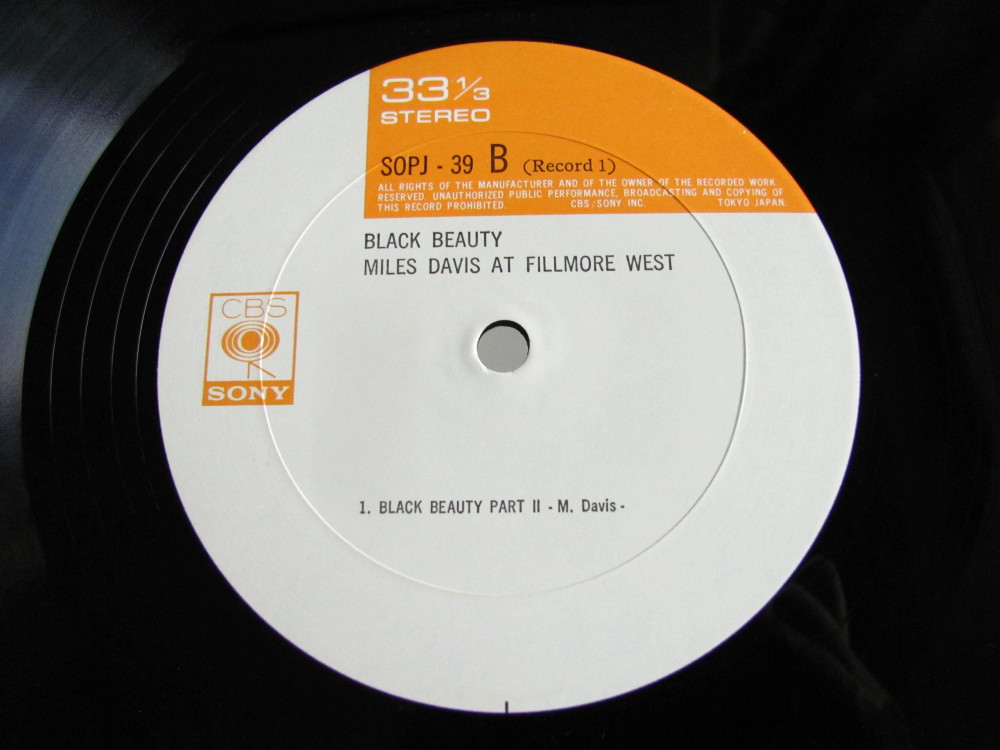 33 1/3
STEREO
SOPJ - 39 B (Record 1)
ALL RIGHTS OF THE MANUFACTURER AND OF THE OWNER OF THE RECORDED WORK
RESERVED. UNAUTHORIZED PUBLIC PERFORMANCE, BROADCASTING AND COPYING OF
THIS RECORD PROHIBITED. CBS/SONY INC. TOKYO JAPAN.
BLACK BEAUTY
MILES DAVIS AT FILLMORE WEST
CBS
SONY
1. BLACK BEAUTY PART II - M. Davis -